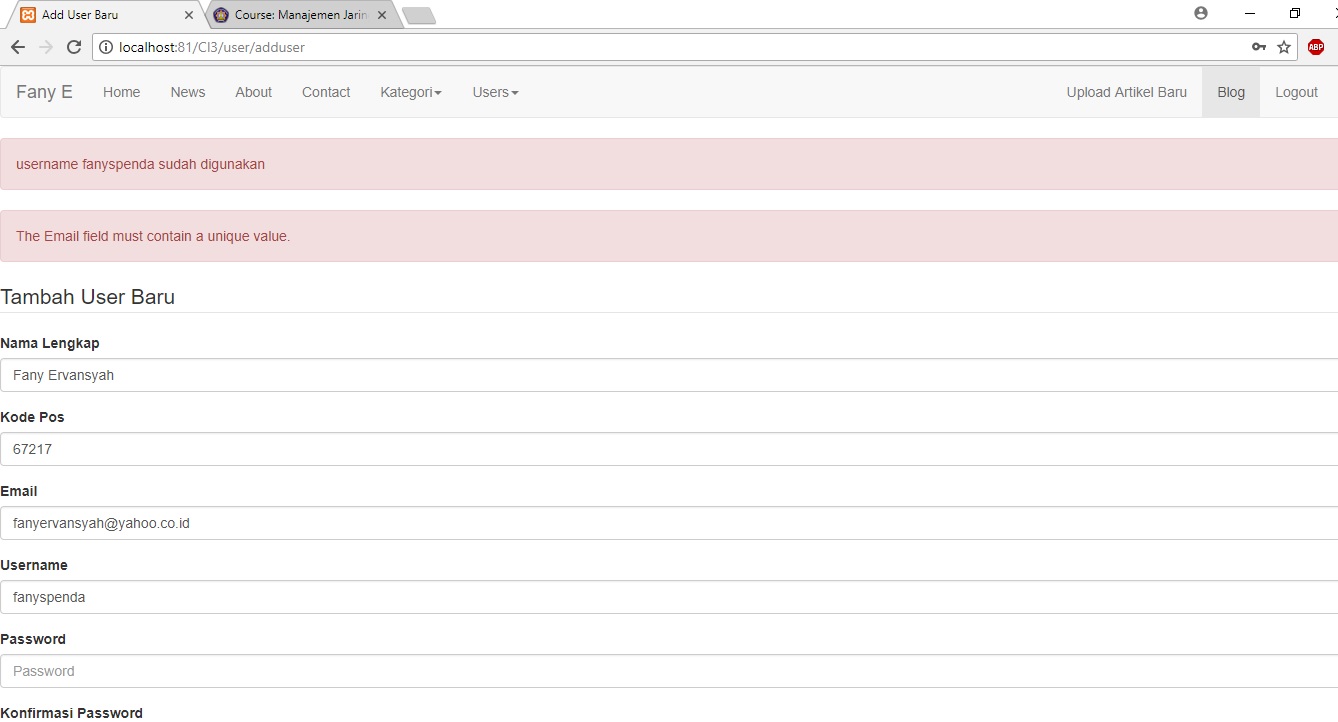 Add User Baru
Course: Manajemen Jarin
localhost:81/CI3/user/adduser
ABP
Fany E Home News About Contact Kategori Users Upload Artikel Baru Blog Logout
username fanyspenda sudah digunakan
The Email field must contain a unique value.
Tambah User Baru
Nama Lengkap
Fany Ervansyah
Kode Pos
67217
Email
fanyervansyah@yahoo.co.id
Username
fanyspenda
Password
Password
Konfirmasi Password